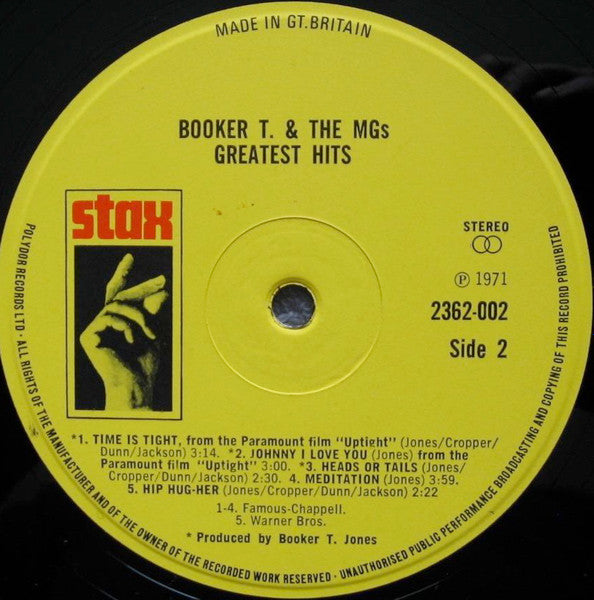 MADE IN GT.BRITAIN
BOOKER T. & THE MGs
GREATEST HITS
stax
STEREO
℗ 1971
2362-002
Side 2
*1. TIME IS TIGHT, from the Paramount film "Uptight" (Jones/Cropper/
Dunn/Jackson) 3:14. *2. JOHNNY I LOVE YOU (Jones) from the
Paramount film "Uptight" 3:00. *3. HEADS OR TAILS (Jones/
Cropper/Dunn/Jackson) 2:30. 4. MEDITATION (Jones) 3:59.
5. HIP HUG-HER (Jones/Cropper/Dunn/Jackson) 2:22
1-4. Famous-Chappell.
5. Warner Bros.
* Produced by Booker T. Jones
POLYDOR RECORDS LTD · ALL RIGHTS OF THE MANUFACTURER AND OF THE OWNER OF THE RECORDED WORK RESERVED · UNAUTHORISED PUBLIC PERFORMANCE BROADCASTING AND COPYING OF THIS RECORD PROHIBITED